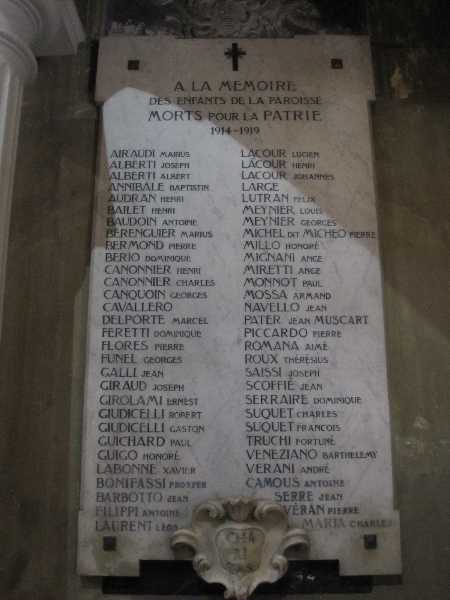 A LA MEMOIRE
DES ENFANTS DE LA PAROISSE
MORTS POUR LA PATRIE
1914-1919
AIRAUDI MARIUS
ALBERTI JOSEPH
ALBERTI ALBERT
ANNIBALE BAPTISTIN
AUDRAN HENRI
BAILET HENRI
BAUDOIN ANTOINE
BERENGUIER MARIUS
BERMOND PIERRE
BERIO DOMINIQUE
CANONNIER HENRI
CANONNIER CHARLES
CANQUOIN GEORGES
CAVALLERO
DELPORTE MARCEL
FERETTI DOMINIQUE
FLORES PIERRE
FUNEL GEORGES
GALLI JEAN
GIRAUD JOSEPH
GIROLAMI ERNEST
GIUDICELLI ROBERT
GIUDICELLI GASTON
GUICHARD PAUL
GUIGO HONORÉ
LABONNE XAVIER
BONIFASSI PROSPER
BARBOTTO JEAN
FILIPPI ANTOINE
LAURENT LÉON
LACOUR LUCIEN
LACOUR HENRI
LACOUR JOHANNES
LARGE
LUTRAN FELIX
MEYNIER LOUIS
MEYNIER GEORGES
MICHEL DIT MICHEO PIERRE
MILLO HONORÉ
MIGNANI ANGE
MIRETTI ANGE
MONNOT PAUL
MOSSA ARMAND
NAVELLO JEAN
PATER JEAN MUSCART
PICCARDO PIERRE
ROMANA AIMÉ
ROUX THÉRÉSIUS
SAISSI JOSEPH
SCOFFIÉ JEAN
SERRAIRE DOMINIQUE
SUQUET CHARLES
SUQUET FRANCOIS
TRUCHI FORTUNÉ
VENEZIANO BARTHELEMY
VERANI ANDRÉ
CAMOUS ANTOINE
SERRE JEAN
VÉRAN PIERRE
MARIA CHARLES